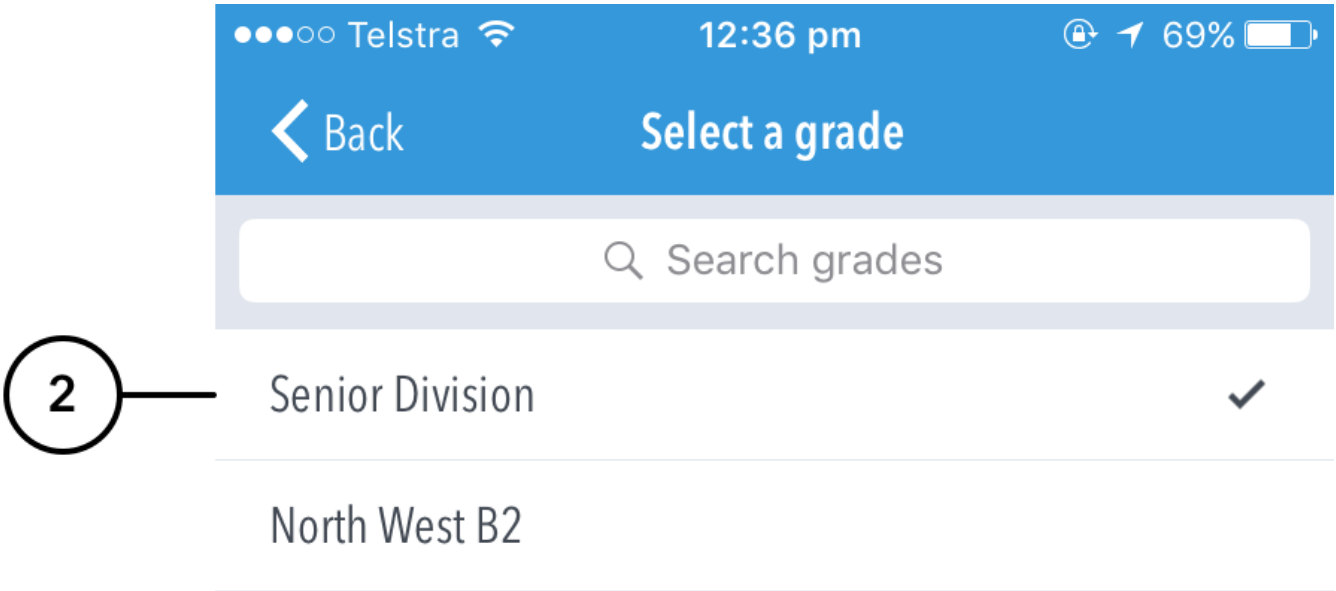 Telstra 12:36 pm 69%
Back Select a grade
Search grades
2 Senior Division
North West B2